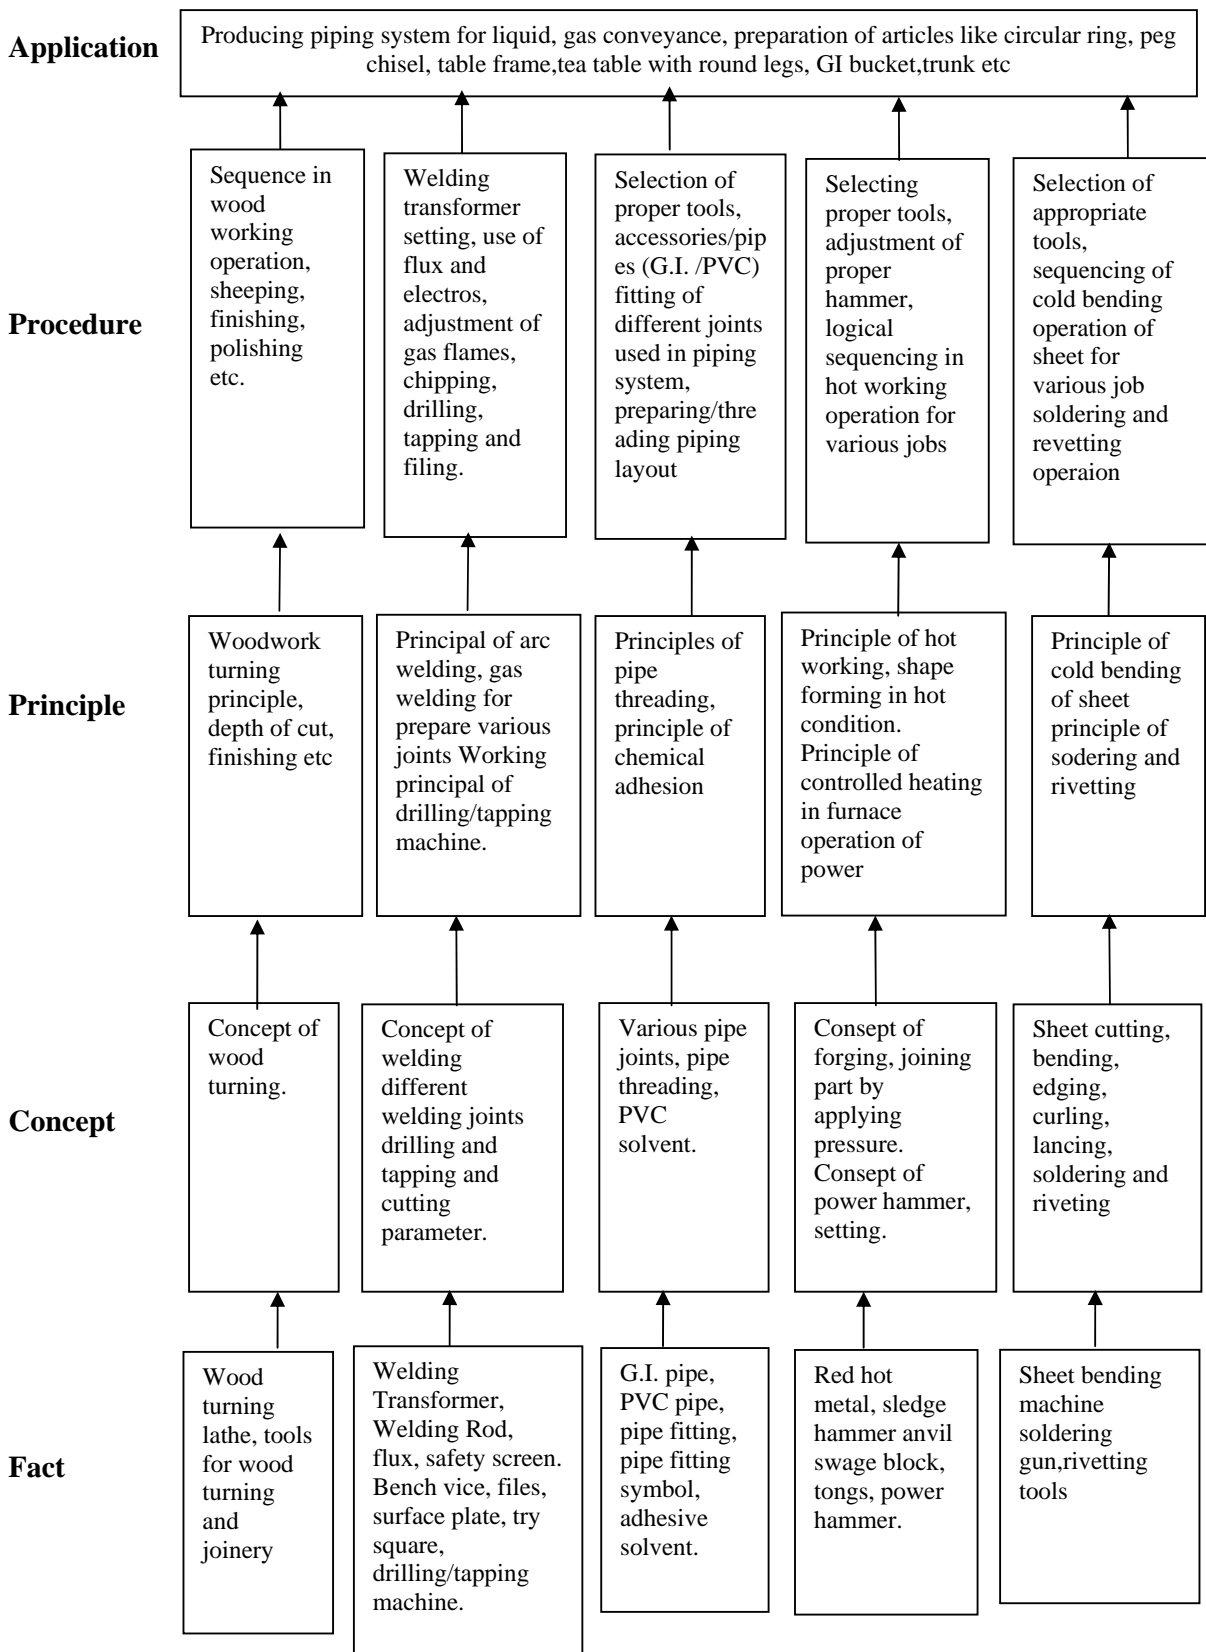 Application
Producing piping system for liquid, gas conveyance, preparation of articles like circular ring, peg
chisel, table frame,tea table with round legs, GI bucket,trunk etc
Procedure
Sequence in
wood
working
operation,
sheeping,
finishing,
polishing
etc.
Welding
transformer
setting, use of
flux and
electros,
adjustment of
gas flames,
chipping,
drilling,
tapping and
filing.
Selection of
proper tools,
accessories/pip
es (G.I. /PVC)
fitting of
different joints
used in piping
system,
preparing/thre
ading piping
layout
Selecting
proper tools,
adjustment of
proper
hammer,
logical
sequencing in
hot working
operation for
various jobs
Selection of
appropriate
tools,
sequencing of
cold bending
operation of
sheet for
various job
soldering and
revetting
operaion
Principle
Woodwork
turning
principle,
depth of cut,
finishing etc
Principal of arc
welding, gas
welding for
prepare various
joints Working
principal of
drilling/tapping
machine.
Principles of
pipe
threading,
principle of
chemical
adhesion
Principle of hot
working, shape
forming in hot
condition.
Principle of
controlled heating
in furnace
operation of
power
Principle of
cold bending
of sheet
principle of
sodering and
rivetting
Concept
Concept of
wood
turning.
Concept of
welding
different
welding joints
drilling and
tapping and
cutting
parameter.
Various pipe
joints, pipe
threading,
PVC
solvent.
Consept of
forging, joining
part by
applying
pressure.
Consept of
power hammer,
setting.
Sheet cutting,
bending,
edging,
curling,
lancing,
soldering and
riveting
Fact
Wood
turning
lathe, tools
for wood
turning
and
joinery
Welding
Transformer,
Welding Rod,
flux, safety screen.
Bench vice, files,
surface plate, try
square,
drilling/tapping
machine.
G.I. pipe,
PVC pipe,
pipe fitting,
pipe fitting
symbol,
adhesive
solvent.
Red hot
metal, sledge
hammer anvil
swage block,
tongs, power
hammer.
Sheet bending
machine
soldering
gun,rivetting
tools